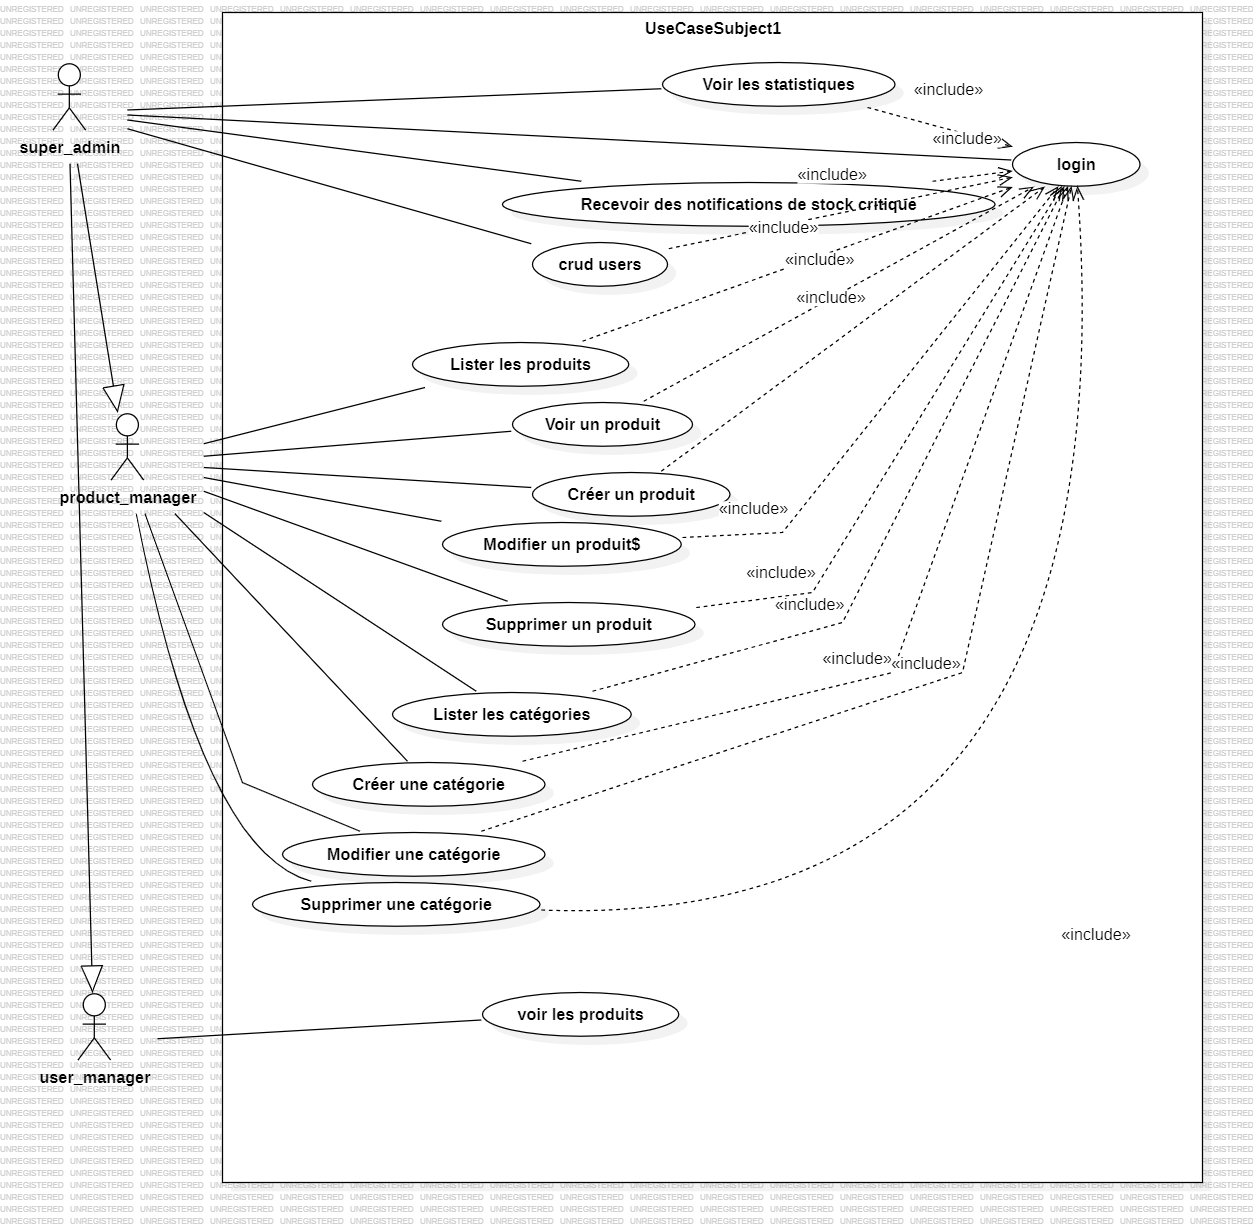 UseCaseSubject1
Voir les statistiques
«include»
super_admin
«include»
login
«include»
Recevoir des notifications de stock critique
«include»
crud users
«include»
«include»
Lister les produits
Voir un produit
product_manager
Créer un produit
«include»
Modifier un produit$
«include»
«include»
Supprimer un produit
«include»
«include»
Lister les catégories
Créer une catégorie
Modifier une catégorie
Supprimer une catégorie
«include»
voir les produits
user_manager
UNREGISTERED